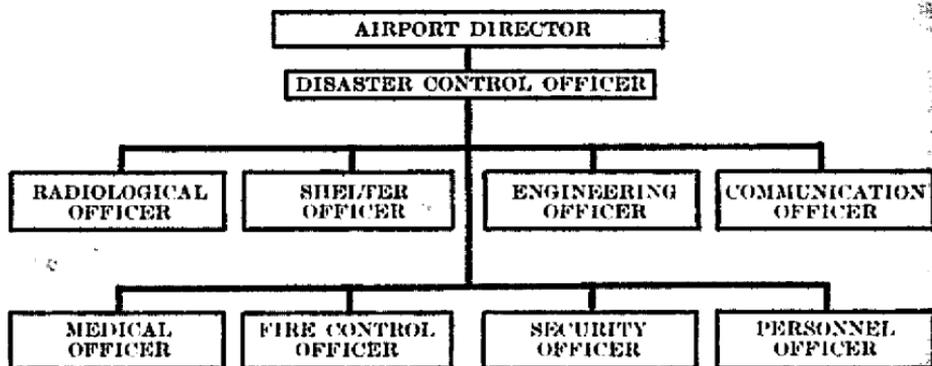 AIRPORT DIRECTOR
DISASTER CONTROL OFFICER
RADIOLOGICAL
OFFICER
SHELTER
OFFICER
ENGINEERING
OFFICER
COMMUNICATION
OFFICER
MEDICAL
OFFICER
FIRE CONTROL
OFFICER
SECURITY
OFFICER
PERSONNEL
OFFICER